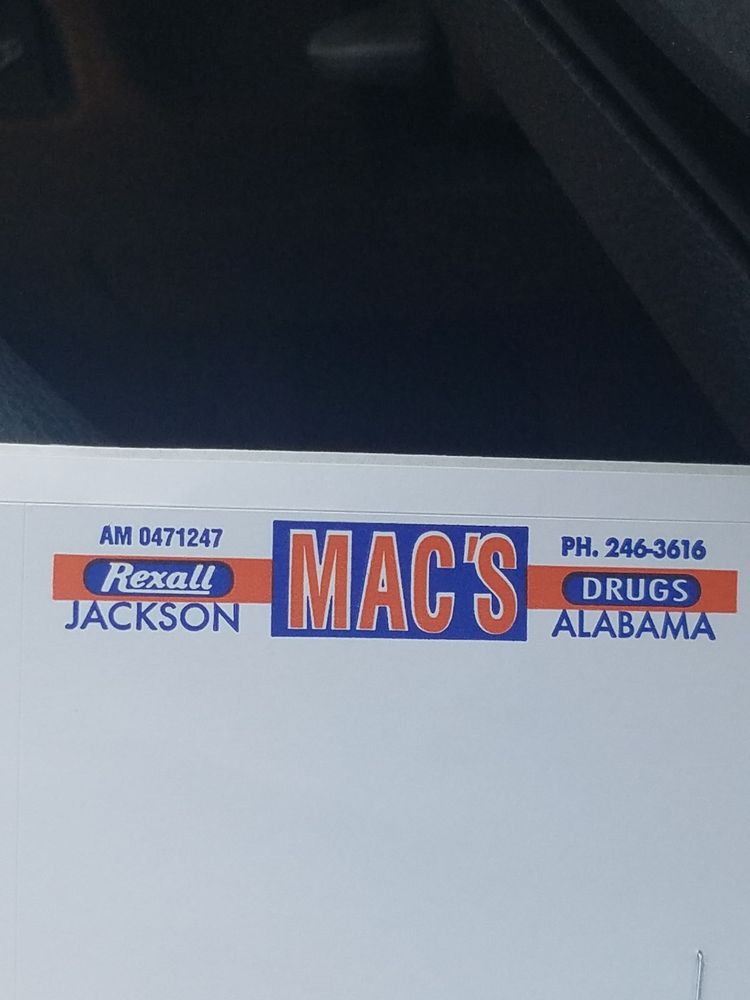 AM 0471247
Rexall
JACKSON
MAC'S
PH. 246-3616
DRUGS
ALABAMA